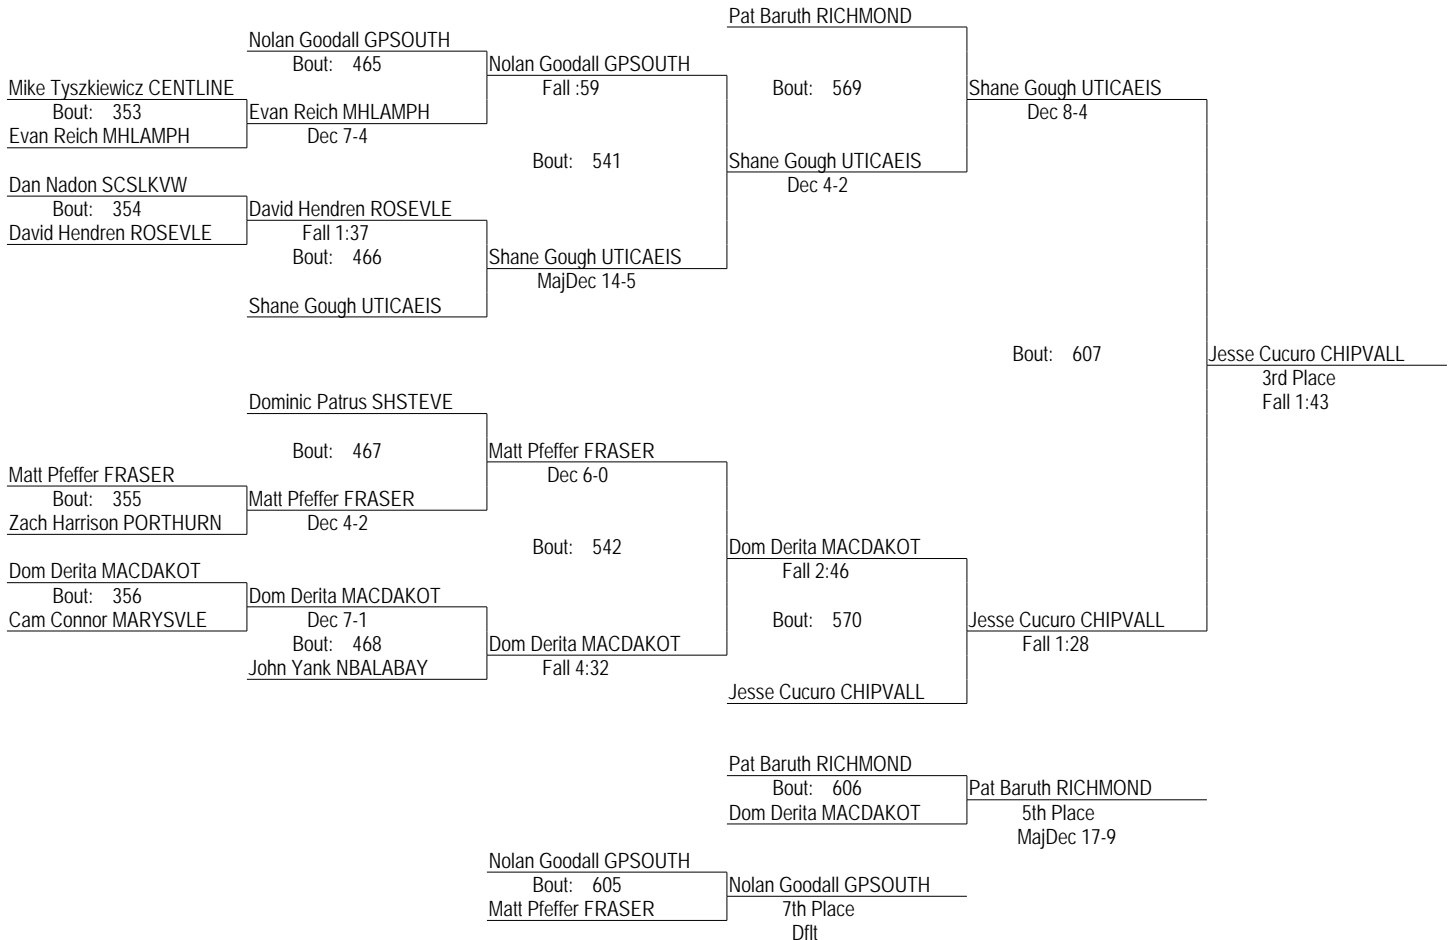 Pat Baruth RICHMOND
Nolan Goodall GPSOUTH
Bout: 465
Nolan Goodall GPSOUTH
Fall :59
Bout: 569
Mike Tyszkiewicz CENTLINE
Shane Gough UTICAEIS
Dec 8-4
Bout: 353
Evan Reich MHLAMPH
Evan Reich MHLAMPH
Dec 7-4
Bout: 541
Shane Gough UTICAEIS
Dec 4-2
Dan Nadon SCSLKVW
Bout: 354
David Hendren ROSEVLE
David Hendren ROSEVLE
Fall 1:37
Bout: 466
Shane Gough UTICAEIS
MajDec 14-5
Shane Gough UTICAEIS
Bout: 607
Jesse Cucuro CHIPVALL
3rd Place
Fall 1:43
Dominic Patrus SHSTEVE
Bout: 467
Matt Pfeffer FRASER
Dec 6-0
Matt Pfeffer FRASER
Bout: 355
Matt Pfeffer FRASER
Zach Harrison PORTHURN
Dec 4-2
Bout: 542
Dom Derita MACDAKOT
Fall 2:46
Dom Derita MACDAKOT
Bout: 356
Dom Derita MACDAKOT
Cam Connor MARYSVLE
Dec 7-1
Bout: 570
Jesse Cucuro CHIPVALL
Fall 1:28
Bout: 468
Dom Derita MACDAKOT
John Yank NBALABAY
Fall 4:32
Jesse Cucuro CHIPVALL
Pat Baruth RICHMOND
Bout: 606
Pat Baruth RICHMOND
Dom Derita MACDAKOT
5th Place
MajDec 17-9
Nolan Goodall GPSOUTH
Bout: 605
Nolan Goodall GPSOUTH
Matt Pfeffer FRASER
7th Place
Dflt